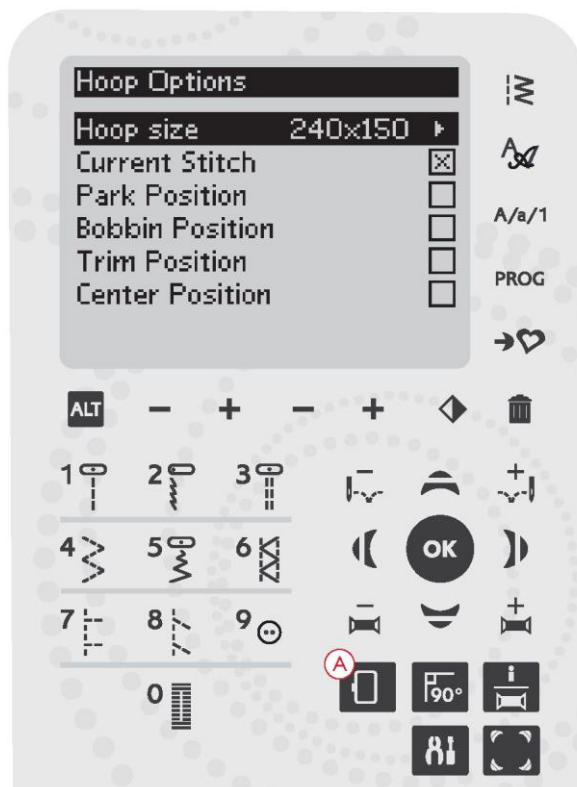 Hoop Options
Hoop size 240x150
Current Stitch
Park Position
Bobbin Position
Trim Position
Center Position
A/a/1
PROG
ALT - + - +
1 2 3
- +
4 5 6
OK
7 8 9
- +
A
90°
i
0